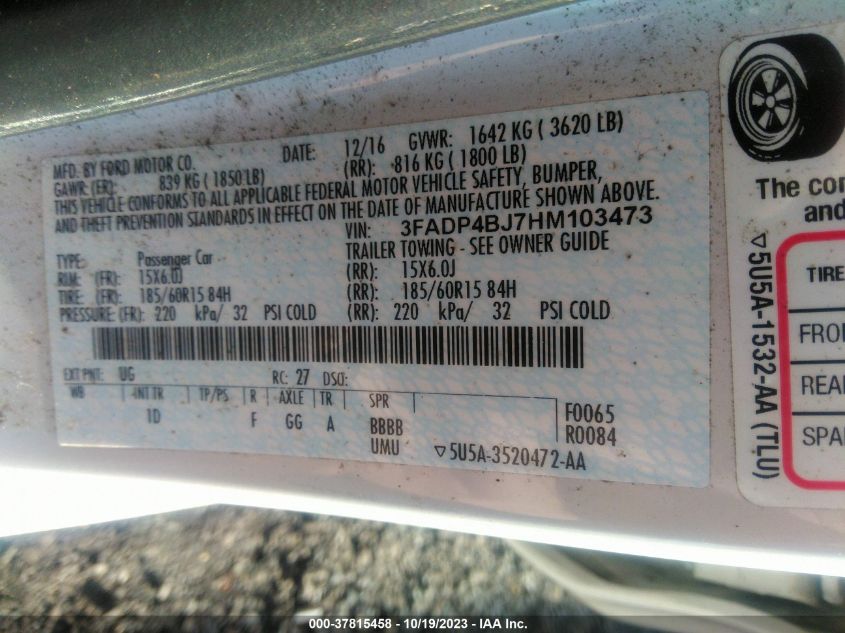 MFD. BY FORD MOTOR CO.
DATE: 12/16 GVWR: 1642 KG ( 3620 LB)
GAWR: (FR): 839 KG ( 1850 LB) (RR): 816 KG ( 1800 LB)
THIS VEHICLE CONFORMS TO ALL APPLICABLE FEDERAL MOTOR VEHICLE SAFETY, BUMPER,
AND THEFT PREVENTION STANDARDS IN EFFECT ON THE DATE OF MANUFACTURE SHOWN ABOVE.
VIN: 3FADP4BJ7HM103473
TYPE: Passenger Car TRAILER TOWING - SEE OWNER GUIDE
RIM: (FR): 15X6.0J (RR): 15X6.0J
TIRE: (FR): 185/60R15 84H (RR): 185/60R15 84H
PRESSURE: (FR): 220 kPa/ 32 PSI COLD (RR): 220 kPa/ 32 PSI COLD
EXT PNT: UG RC: 27 DSO:
WB INT TR TP/PS R AXLE TR SPR
1D F GG A BBBB
UMU
F0065
R0084
▽5U5A-3520472-AA
The con
and
▽5U5A-1532-AA (TLU)
TIRE
FRON
REAR
SPAR
000-37815458 - 10/19/2023 - IAA Inc.